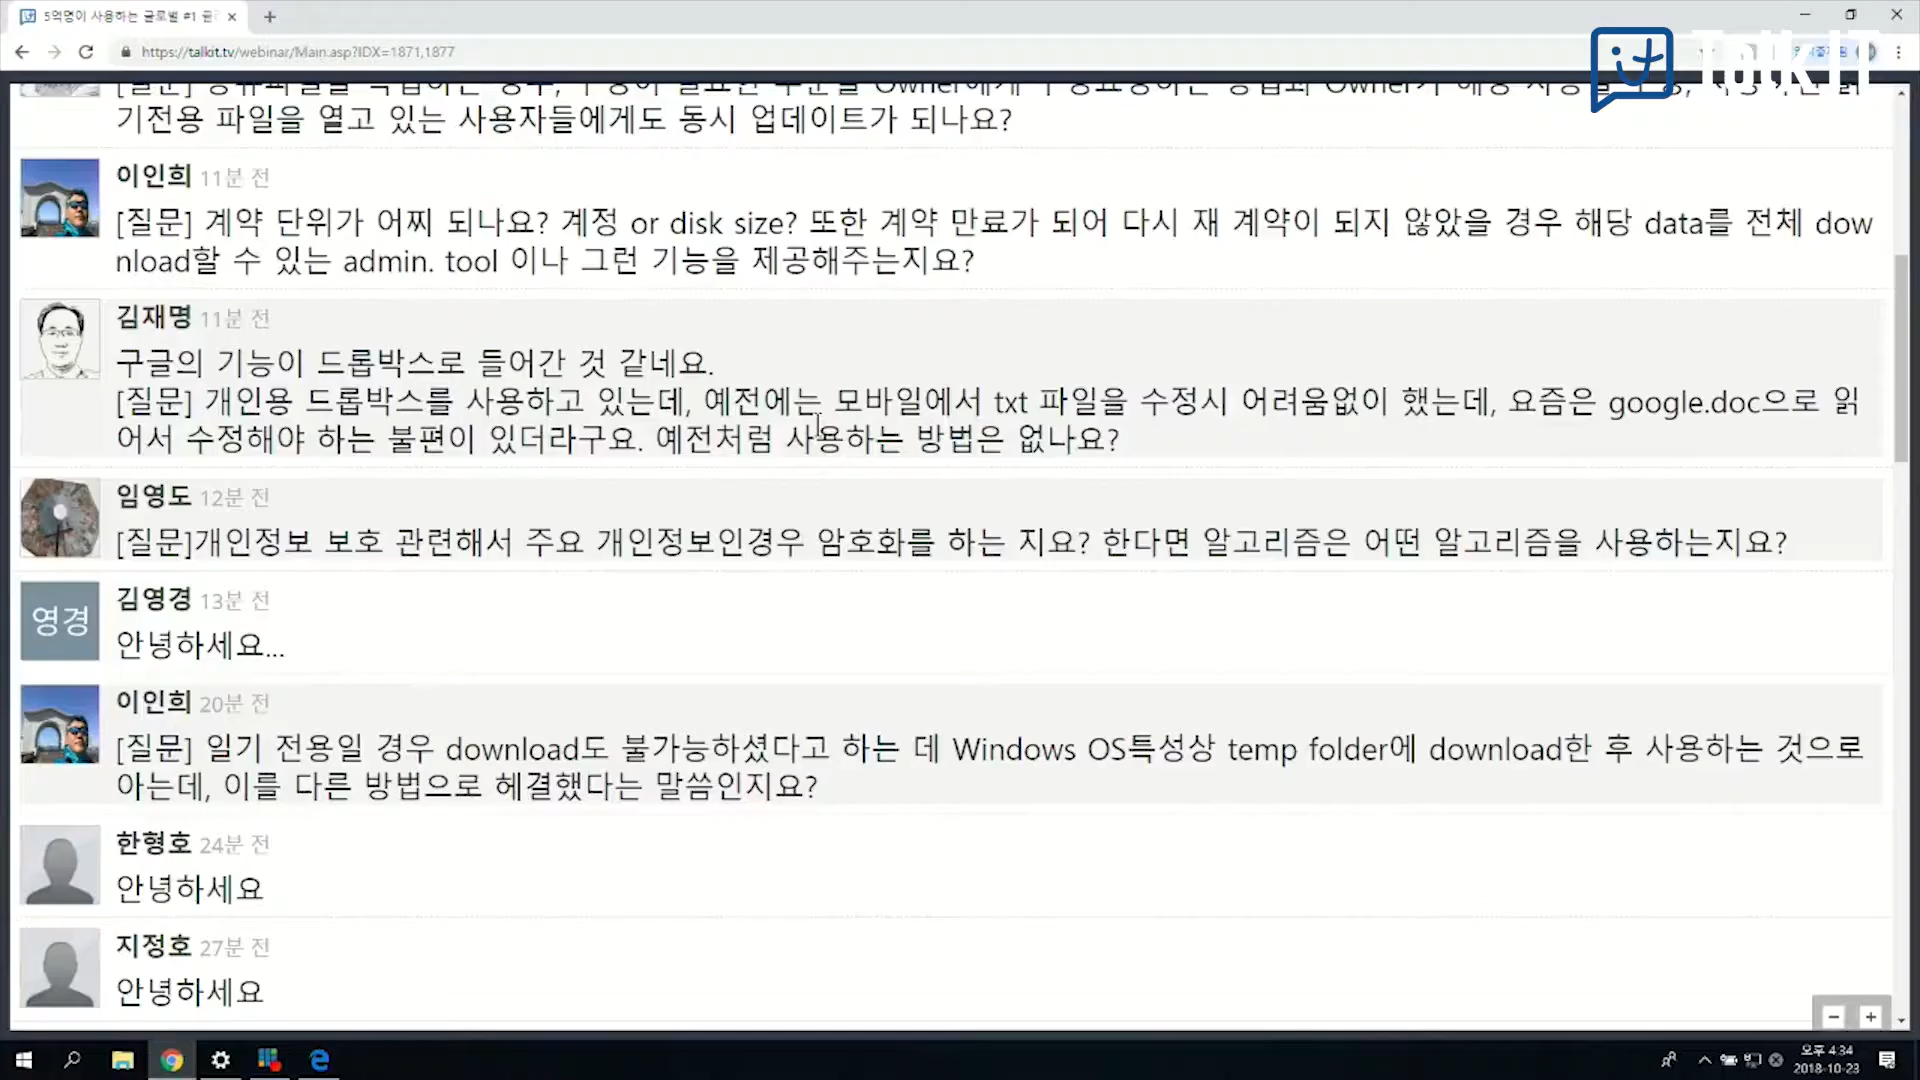 5억명이 사용하는 글로벌 #1
https://talkit.tv/webinar/Main.asp?IDX=1871,1877
TalkIT
기전용 파일을 열고 있는 사용자들에게도 동시 업데이트가 되나요?
이인희 11분 전
[질문] 계약 단위가 어찌 되나요? 계정 or disk size? 또한 계약 만료가 되어 다시 재 계약이 되지 않았을 경우 해당 data를 전체 dow
nload할 수 있는 admin. tool 이나 그런 기능을 제공해주는지요?
김재명 11분 전
구글의 기능이 드롭박스로 들어간 것 같네요.
[질문] 개인용 드롭박스를 사용하고 있는데, 예전에는 모바일에서 txt 파일을 수정시 어려움없이 했는데, 요즘은 google.doc으로 읽
어서 수정해야 하는 불편이 있더라구요. 예전처럼 사용하는 방법은 없나요?
임영도 12분 전
[질문]개인정보 보호 관련해서 주요 개인정보인경우 암호화를 하는 지요? 한다면 알고리즘은 어떤 알고리즘을 사용하는지요?
영경
김영경 13분 전
안녕하세요...
이인희 20분 전
[질문] 일기 전용일 경우 download도 불가능하셨다고 하는 데 Windows OS특성상 temp folder에 download한 후 사용하는 것으로
아는데, 이를 다른 방법으로 헤결했다는 말씀인지요?
한형호 24분 전
안녕하세요
지정호 27분 전
안녕하세요
오후 4:34
2018-10-23